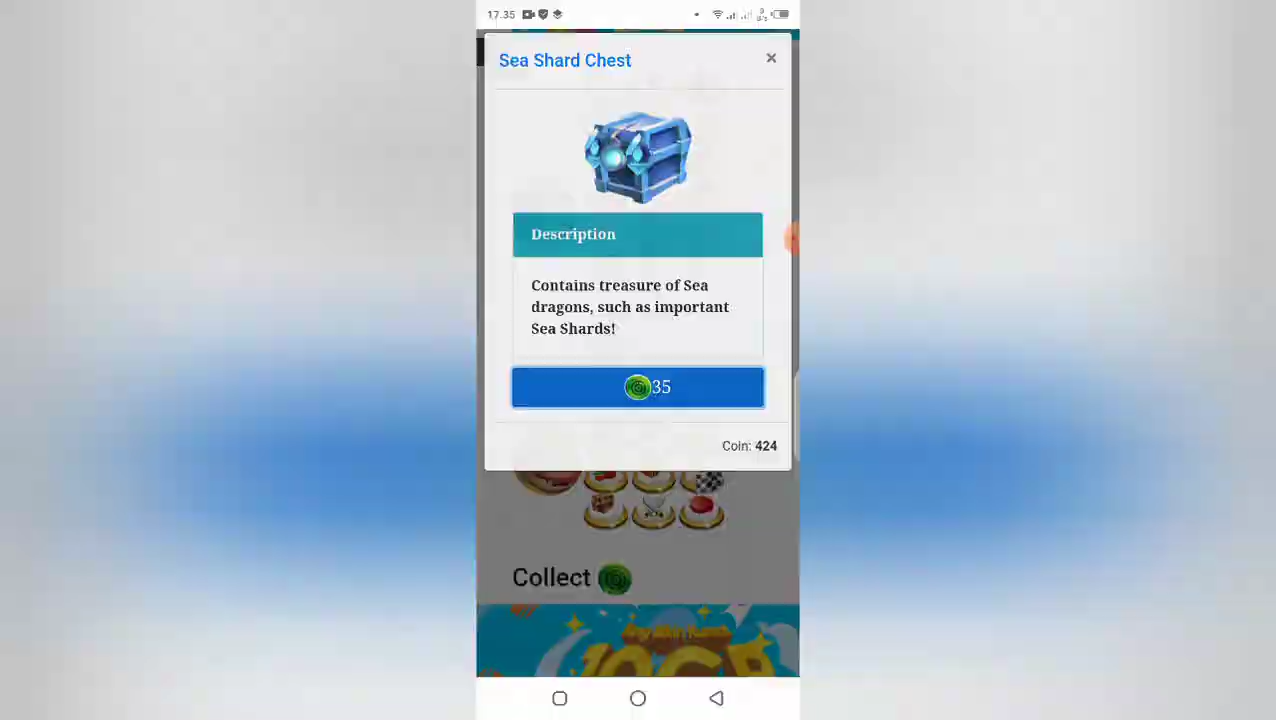 17.35
Sea Shard Chest
×
Description
Contains treasure of Sea
dragons, such as important
Sea Shards!
35
Coin: 424
Collect